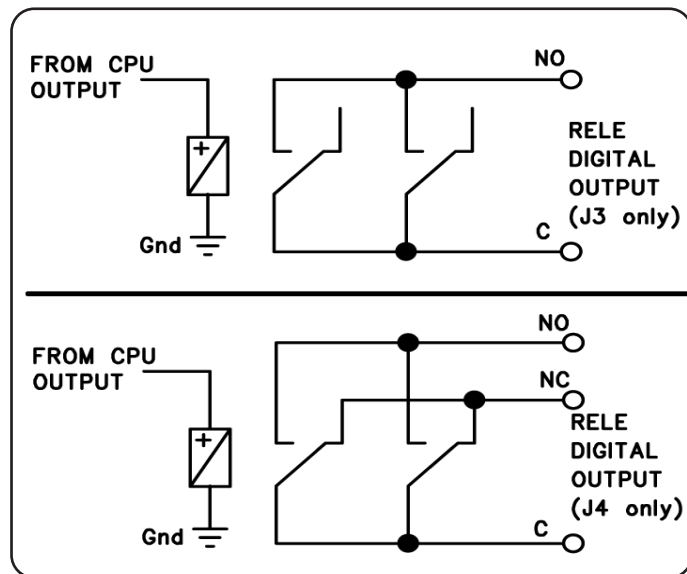 FROM CPU
OUTPUT
+
Gnd
NO
RELE
DIGITAL
OUTPUT
(J3 only)
C
FROM CPU
OUTPUT
+
Gnd
NO
NC
RELE
DIGITAL
OUTPUT
(J4 only)
C